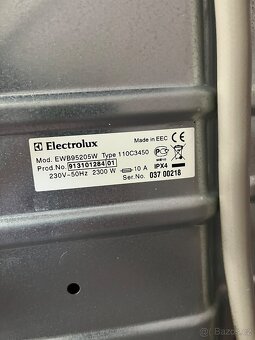 Electrolux
Made in EEC
Mod. EWB95205W Type 110C3450
Prod.No. 913101264 01
230V-50Hz 2300 W 10 A IPX4
Ser.No. 037 00218